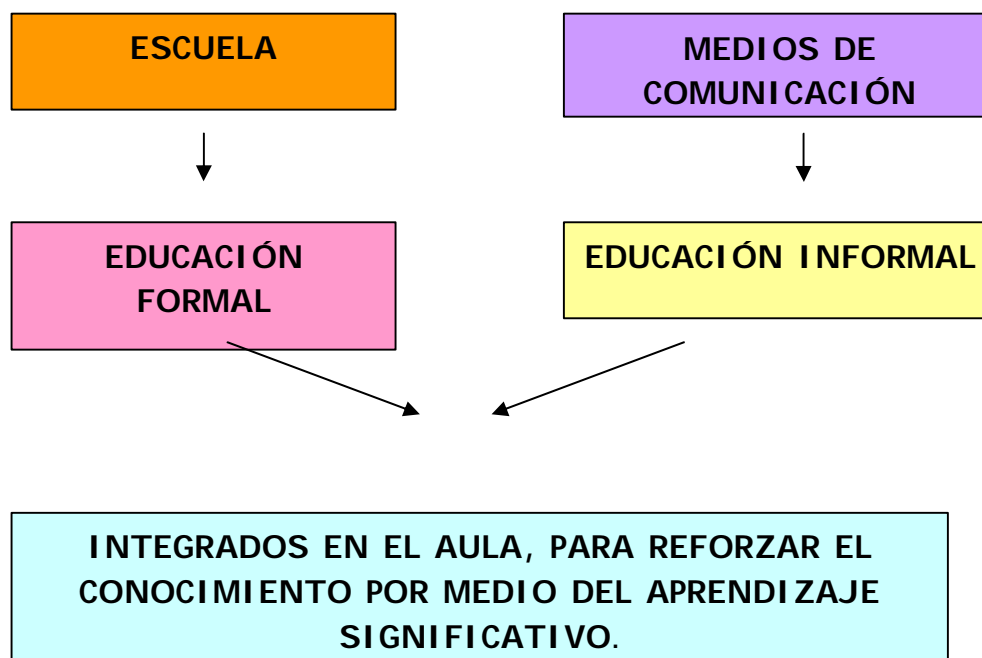 ESCUELA
MEDIOS DE
COMUNICACIÓN
EDUCACIÓN
FORMAL
EDUCACIÓN INFORMAL
INTEGRADOS EN EL AULA, PARA REFORZAR EL
CONOCIMIENTO POR MEDIO DEL APRENDIZAJE
SIGNIFICATIVO.